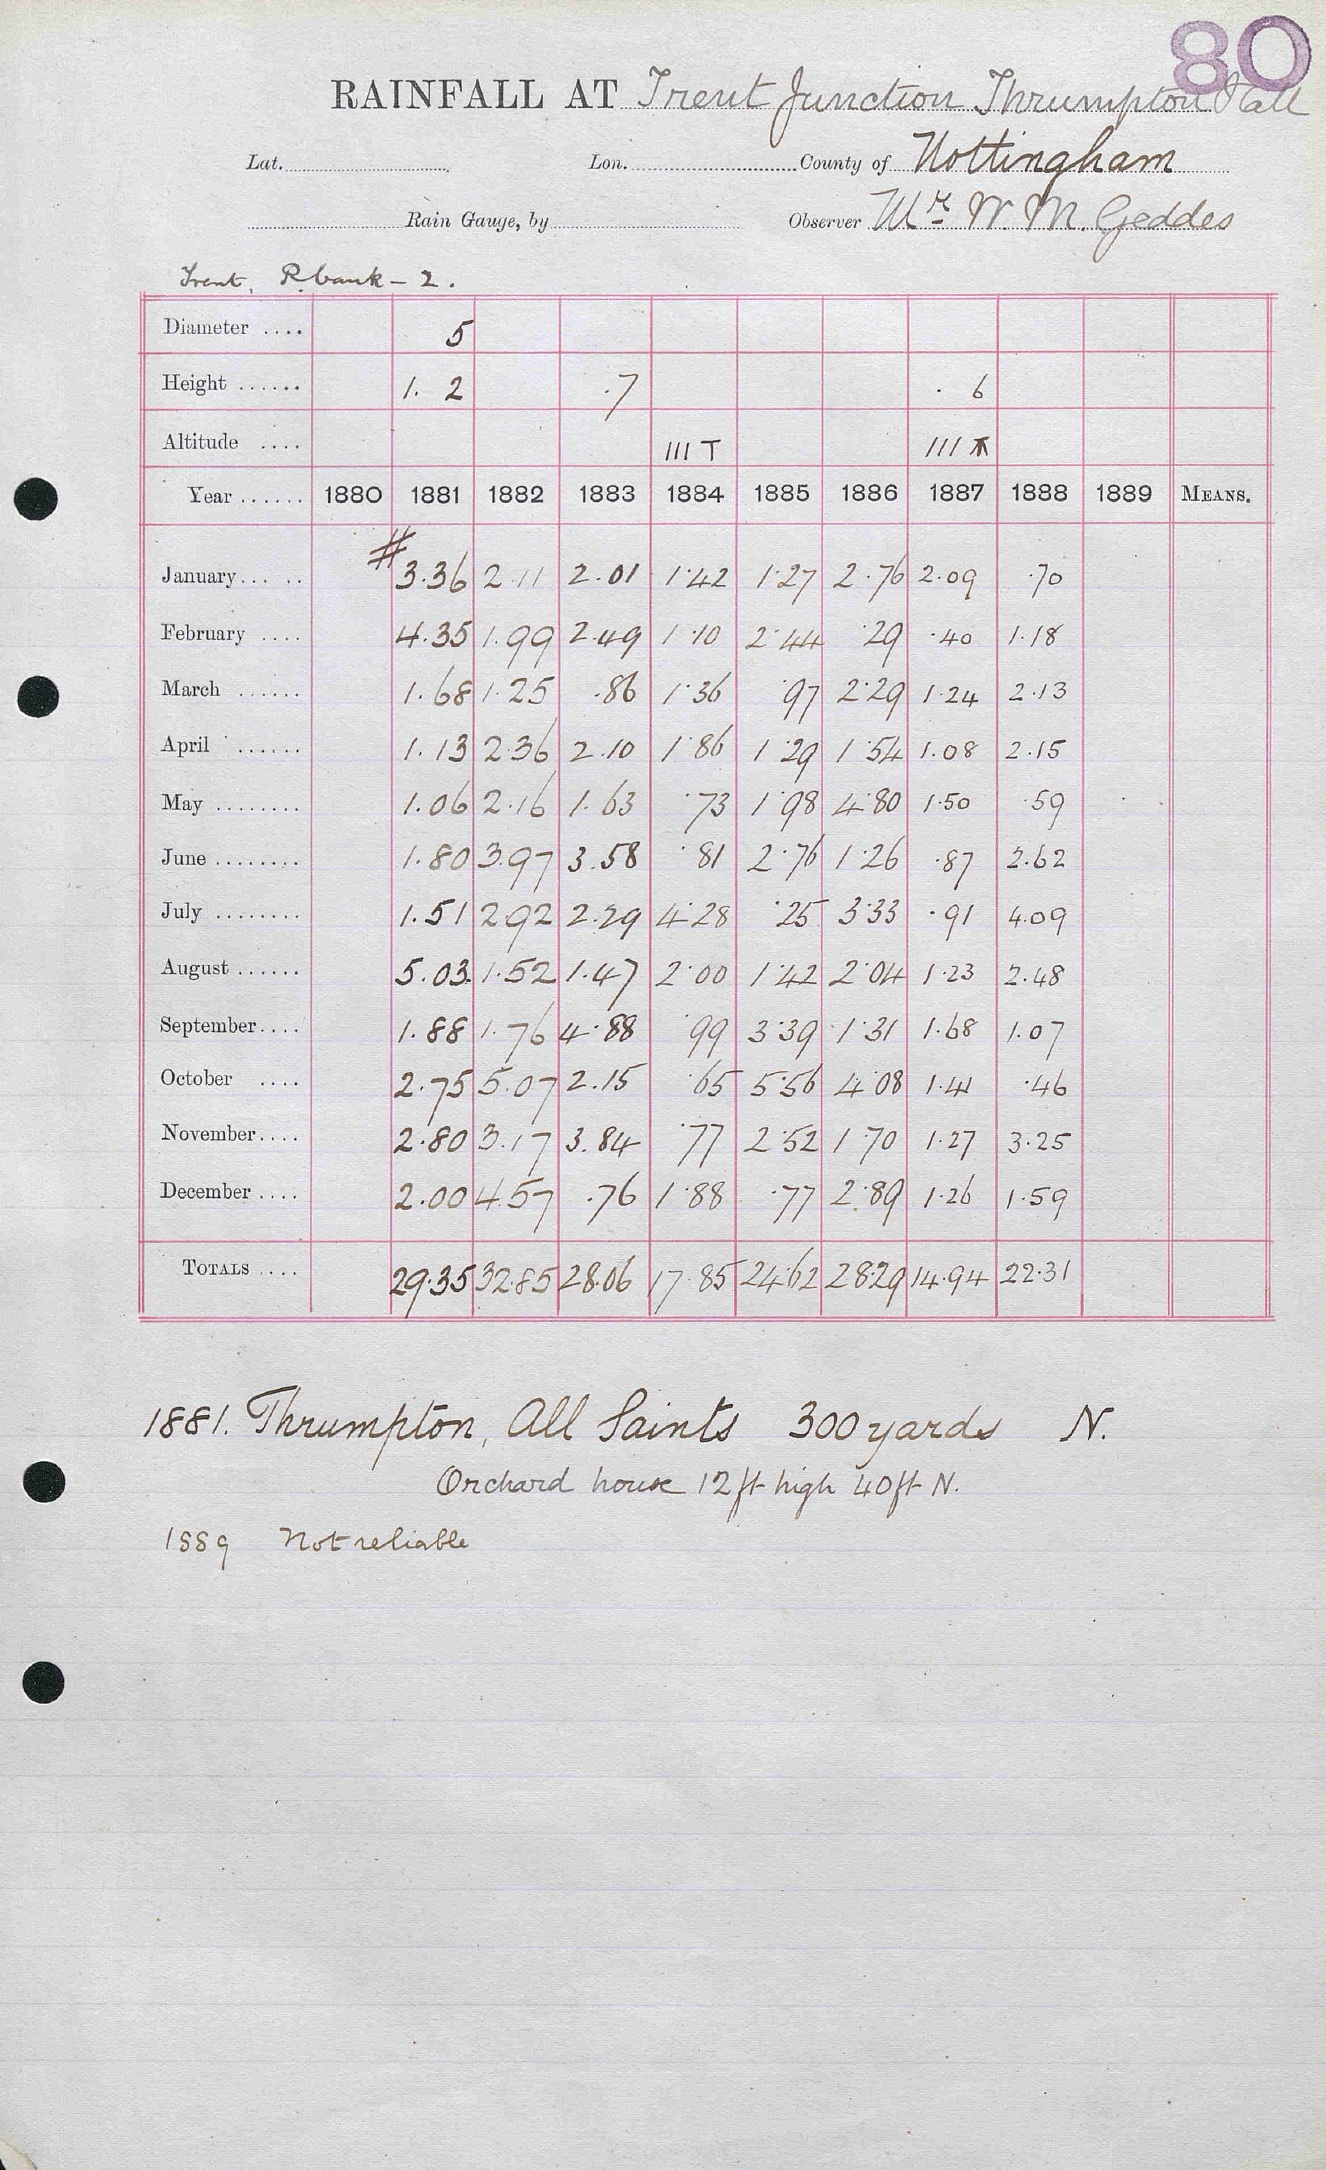 80
RAINFALL AT Trent Junction Thrumpton Hall
Lat. Lon. County of Nottingham
Rain Gauge, by Observer Mr W. M. Geddes
Trent, R. bank - 2.
Diameter .... 5
Height ...... 1. 2 .7 . 6
Altitude .... 111 T 111 T
Year ...... 1880 1881 1882 1883 1884 1885 1886 1887 1888 1889 MEANS.
January... .. # 3.36 2.11 2.01 1.42 1.27 2.76 2.09 .70
February .... 4.35 1.99 2.49 1.10 2.44 .29 .40 1.18
March ...... 1.68 1.25 .86 1.36 .97 2.29 1.24 2.13
April ...... 1.13 2.36 2.10 1.86 1.29 1.54 1.08 2.15
May ........ 1.06 2.16 1.63 .73 1.98 4.80 1.50 .59
June ........ 1.80 3.97 3.58 .81 2.76 1.26 .87 2.62
July ........ 1.51 2.92 2.29 4.28 .25 3.33 .91 4.09
August ...... 5.03 1.52 1.47 2.00 1.42 2.04 1.23 2.48
September.... 1.88 1.76 4.88 .99 3.39 1.31 1.68 1.07
October .... 2.75 5.07 2.15 .65 5.56 4.08 1.41 .46
November.... 2.80 3.17 3.84 .77 2.52 1.70 1.27 3.25
December .... 2.00 4.57 .76 1.88 .77 2.89 1.26 1.59
TOTALS .... 29.35 32.85 28.06 17.85 24.62 28.29 14.94 22.31
1881. Thrumpton, All Saints 300 yards N.
Orchard house 12 ft high 40 ft N.
1889 Not reliable